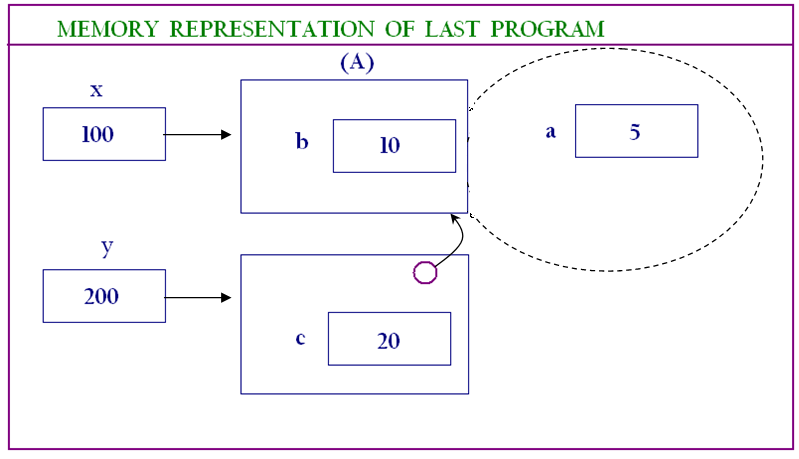 MEMORY REPRESENTATION OF LAST PROGRAM
(A)
x
100
b
10
a
5
y
200
c
20